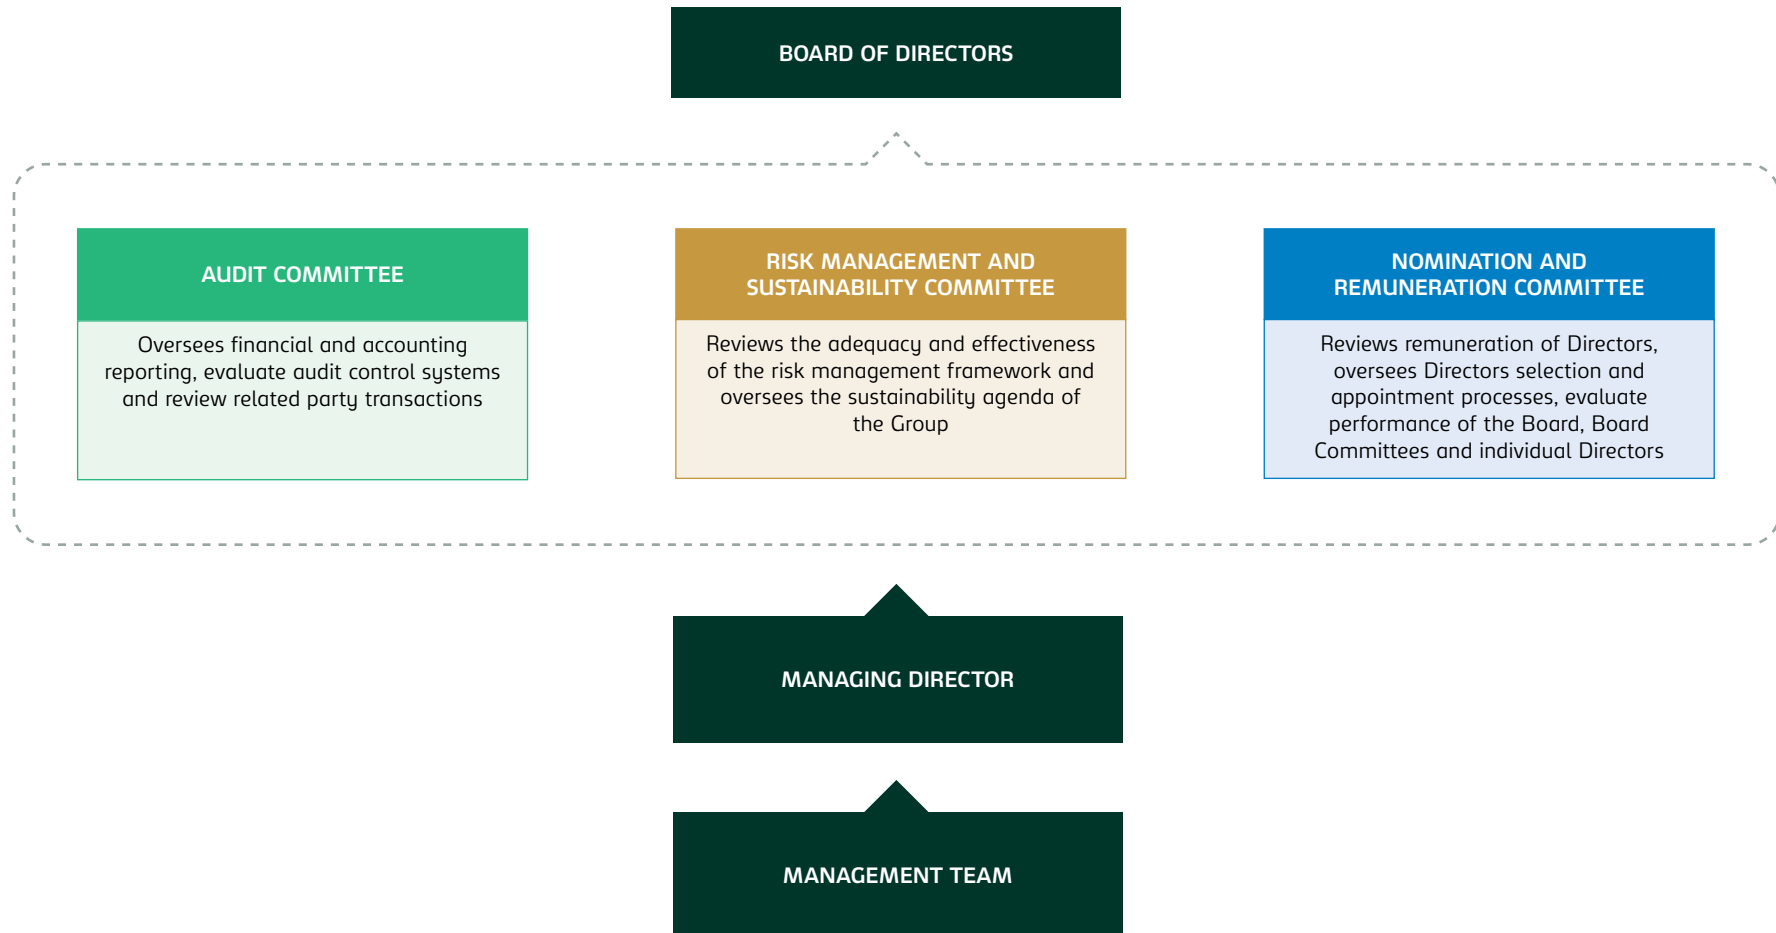 BOARD OF DIRECTORS
AUDIT COMMITTEE
Oversees financial and accounting
reporting, evaluate audit control systems
and review related party transactions
RISK MANAGEMENT AND
SUSTAINABILITY COMMITTEE
Reviews the adequacy and effectiveness
of the risk management framework and
oversees the sustainability agenda of
the Group
NOMINATION AND
REMUNERATION COMMITTEE
Reviews remuneration of Directors,
oversees Directors selection and
appointment processes, evaluate
performance of the Board, Board
Committees and individual Directors
MANAGING DIRECTOR
MANAGEMENT TEAM